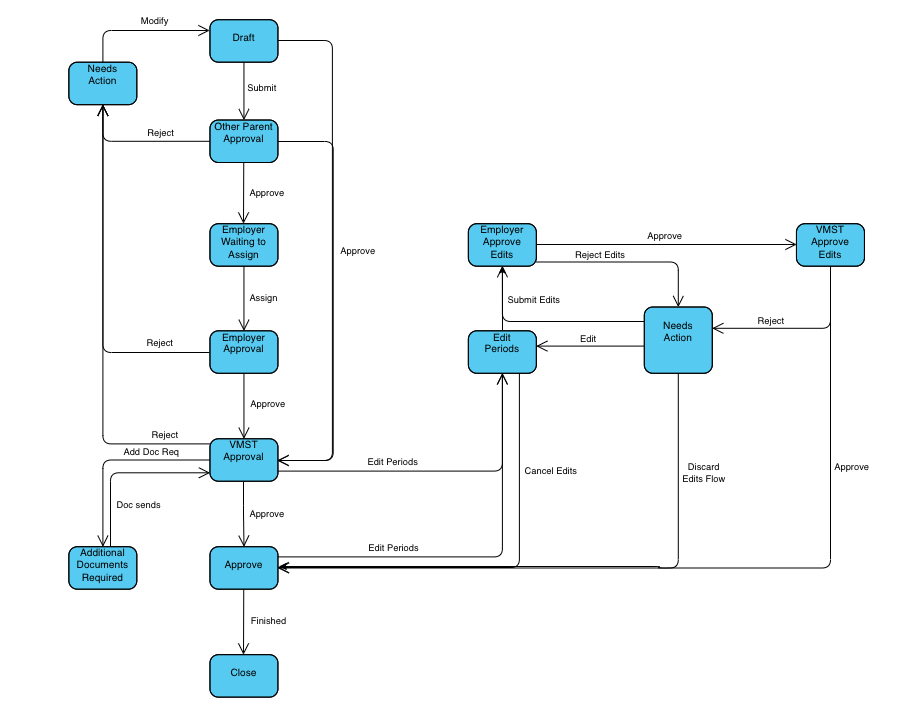 Modify
Draft
Needs
Action
Submit
Other Parent
Approval
Reject
Approve
Employer
Waiting to
Assign
Approve
Assign
Employer
Approval
Reject
Approve
Reject
VMST
Approval
Add Doc Req
Doc sends
Approve
Additional
Documents
Required
Approve
Finished
Close
Employer
Approve
Edits
Approve
VMST
Approve
Edits
Reject Edits
Submit Edits
Needs
Action
Reject
Edit
Periods
Edit
Edit Periods
Cancel Edits
Discard
Edits Flow
Approve
Edit Periods